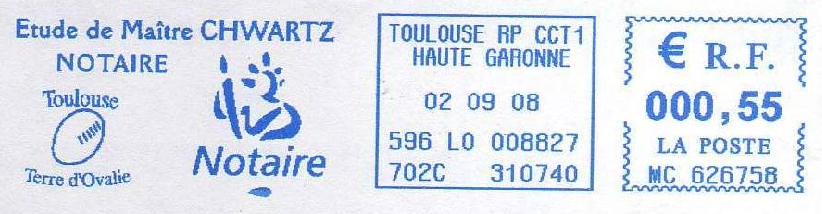 Etude de Maître CHWARTZ
NOTAIRE
Toulouse
Terre d'Ovalie
Notaire
TOULOUSE RP CCT1
HAUTE GARONNE
02 09 08
596 L0 008827
702C 310740
€ R.F.
000,55
LA POSTE
MC 626758